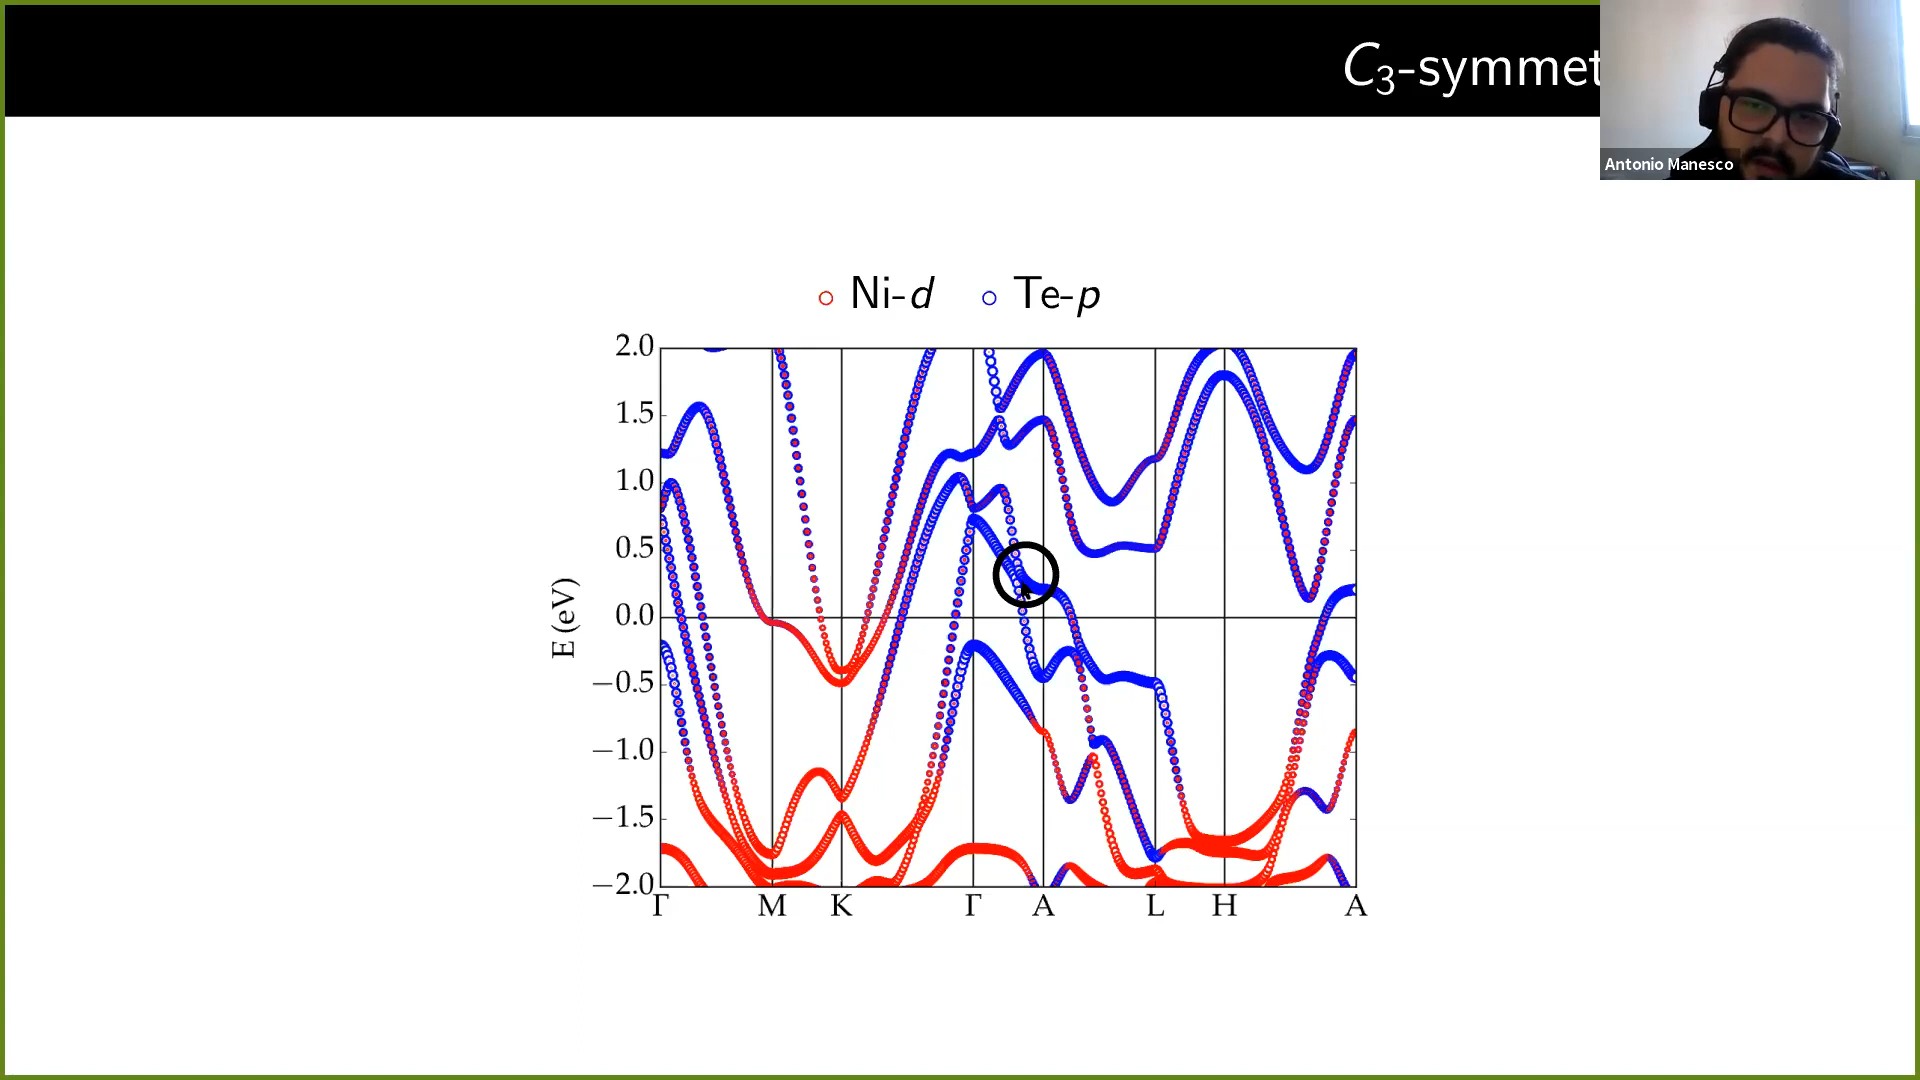 C3-symmet
Antonio Manesco
Ni-d Te-p
2.0
1.5
1.0
0.5
0.0
−0.5
−1.0
−1.5
−2.0
E (eV)
Γ M K Γ A L H A